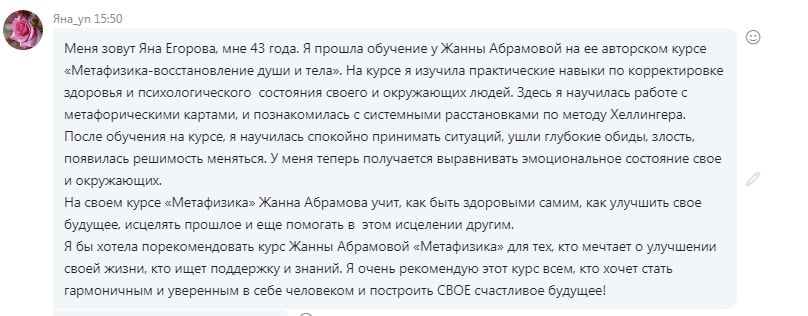 Яна_yn 15:50
Меня зовут Яна Егорова, мне 43 года. Я прошла обучение у Жанны Абрамовой на ее авторском курсе
«Метафизика-восстановление души и тела». На курсе я изучила практические навыки по корректировке
здоровья и психологического  состояния своего и окружающих людей. Здесь я научилась работе с
метафорическими картами, и познакомилась с системными расстановками по методу Хеллингера.
После обучения на курсе, я научилась спокойно принимать ситуаций, ушли глубокие обиды, злость,
появилась решимость меняться. У меня теперь получается выравнивать эмоциональное состояние свое
и окружающих.
На своем курсе «Метафизика» Жанна Абрамова учит, как быть здоровыми самим, как улучшить свое
будущее, исцелять прошлое и еще помогать в  этом исцелении другим.
Я бы хотела порекомендовать курс Жанны Абрамовой «Метафизика» для тех, кто мечтает о улучшении
своей жизни, кто ищет поддержку и знаний. Я очень рекомендую этот курс всем, кто хочет стать
гармоничным и уверенным в себе человеком и построить СВОЕ счастливое будущее!